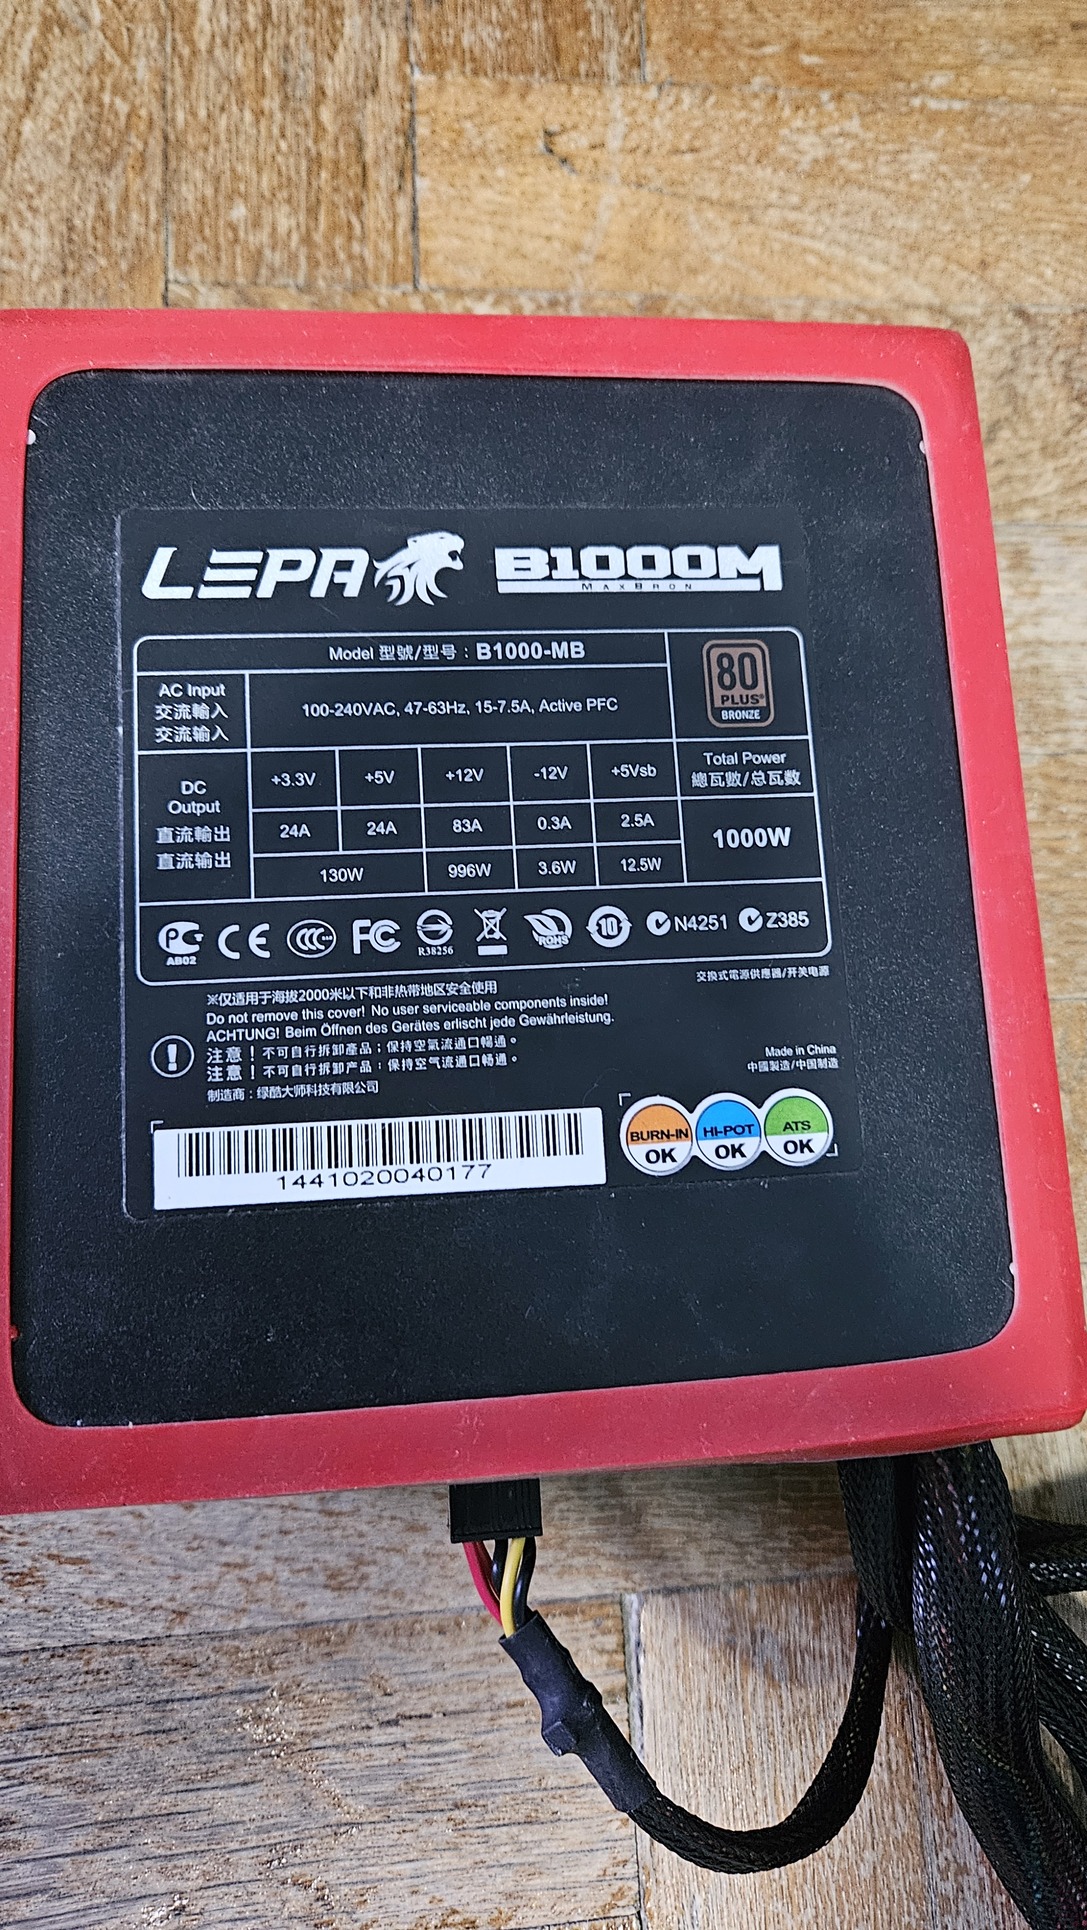 LEPA B1000M
MAXBRON
Model 型號/型号 : B1000-MB
80 PLUS® BRONZE
AC Input
交流輸入
交流输入
100-240VAC, 47-63Hz, 15-7.5A, Active PFC
DC Output
直流輸出
直流输出
+3.3V +5V +12V -12V +5Vsb
Total Power
總瓦數/总瓦数
24A 24A 83A 0.3A 2.5A
1000W
130W 996W 3.6W 12.5W
AB02
CE
FC
R38256
RoHS
10
N4251
Z385
交換式電源供應器/开关电源
※仅适用于海拔2000米以下和非热带地区安全使用
Do not remove this cover! No user serviceable components inside!
ACHTUNG! Beim Öffnen des Gerätes erlischt jede Gewährleistung.
注意！不可自行拆卸產品；保持空氣流通口暢通。
注意！不可自行拆卸产品；保持空气流通口畅通。
制造商：绿酷大师科技有限公司
Made in China
中國製造/中国制造
1441020040177
BURN-IN OK
HI-POT OK
ATS OK